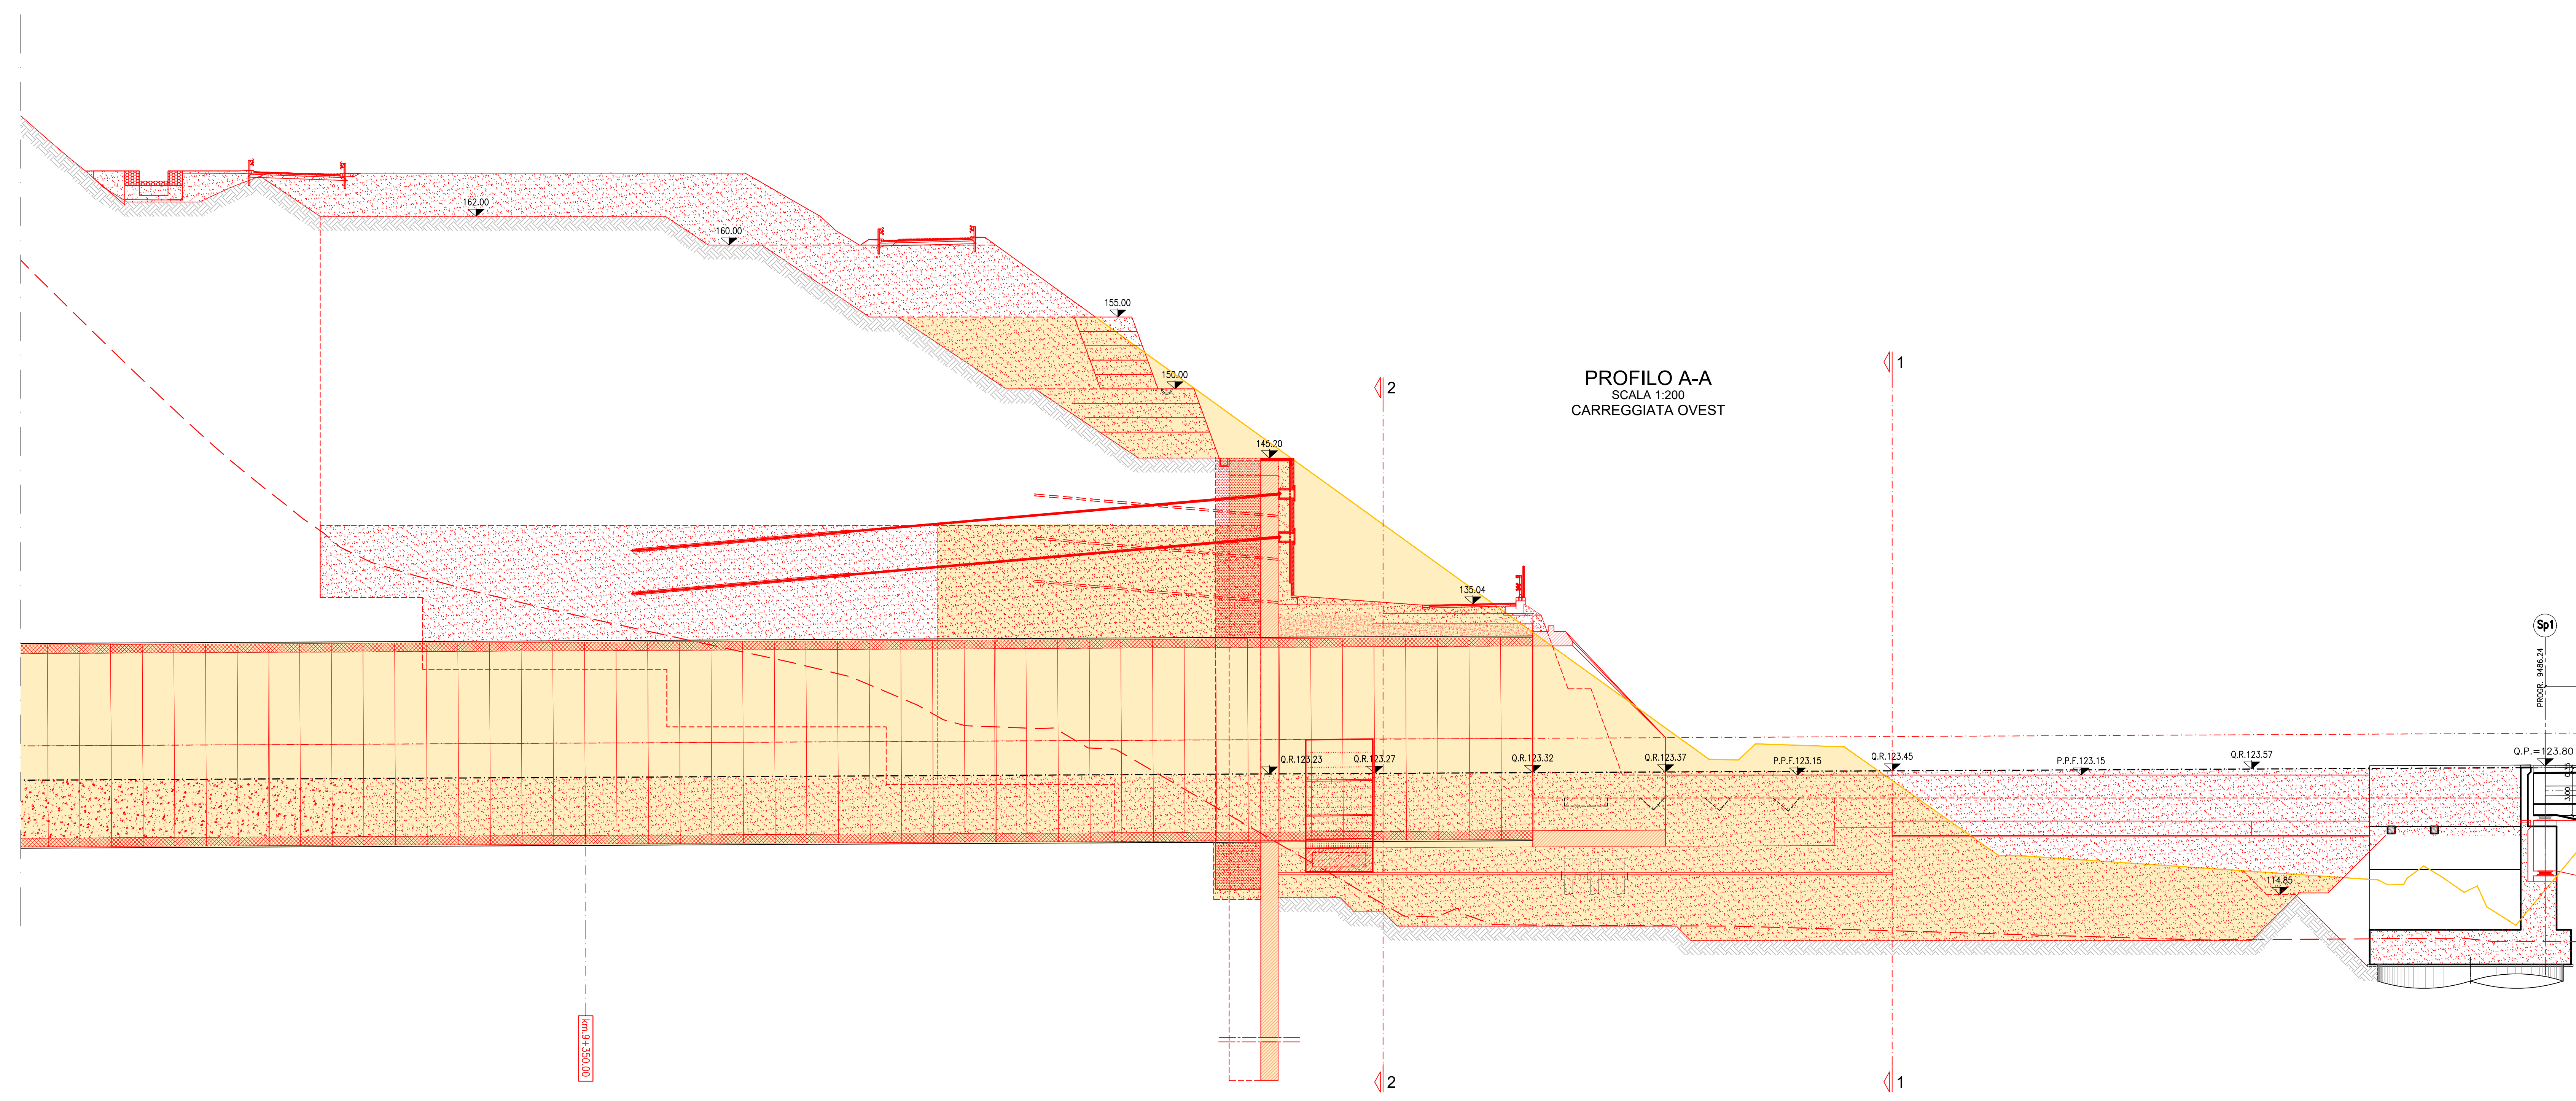 162.00
160.00
155.00
150.00
145.20
135.04
2
1
PROFILO A-A
SCALA 1:200
CARREGGIATA OVEST
Sp1
PROGR. 9486.24
Q.R.123.23
Q.R.123.27
Q.R.123.32
Q.R.123.37
P.P.F.123.15
Q.R.123.45
P.P.F.123.15
Q.R.123.57
Q.P.=123.80
3.00
114.85
km.9+350.00
2
1